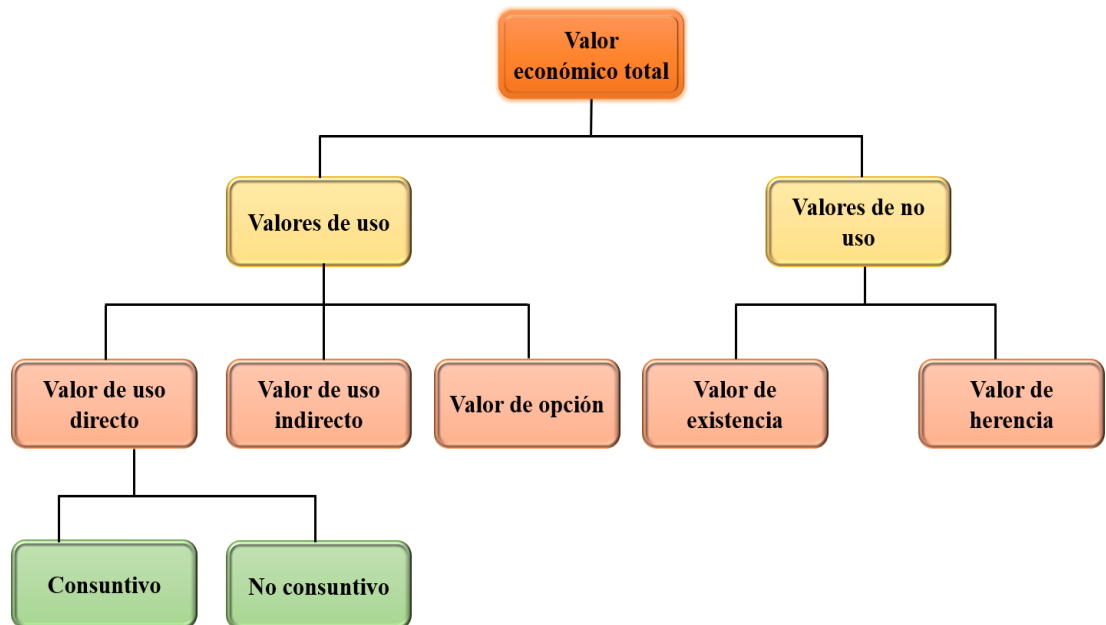 Valor
económico total
Valores de uso
Valores de no
uso
Valor de uso
directo
Valor de uso
indirecto
Valor de opción
Valor de
existencia
Valor de
herencia
Consuntivo
No consuntivo